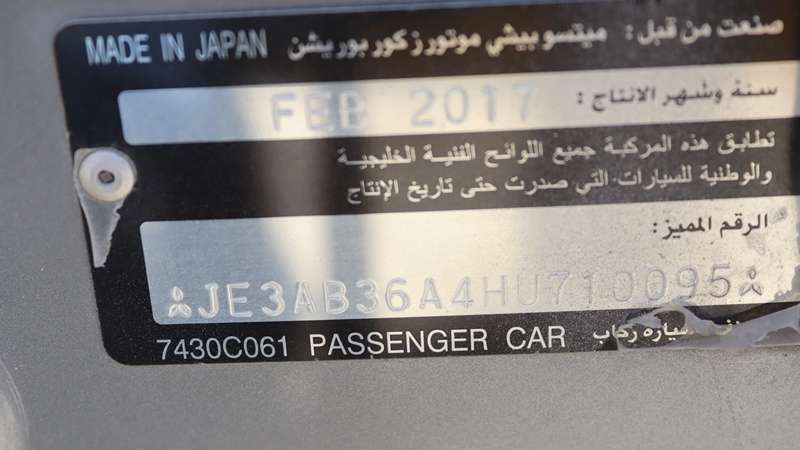 MADE IN JAPAN صنعت من قبل: ميتسوبيشي موتورز كوربوريشن
سنة وشهر الانتاج: FEB 2017
تطابق هذه المركبة جميع اللوائح الفنية الخليجية
والوطنية للسيارات التي صدرت حتى تاريخ الإنتاج
الرقم المميز:
JE3AB36A4HU710095
7430C061 PASSENGER CAR سياره ركاب